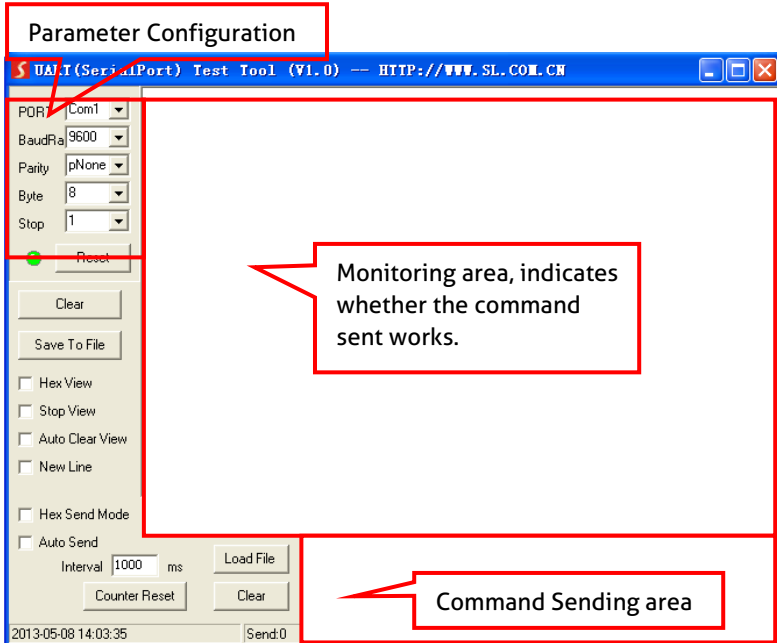 Parameter Configuration
UART(SerialPort) Test Tool (V1.0) -- HTTP://WWW.SL.COM.CN
PORT Com1
BaudRa 9600
Parity pNone
Byte 8
Stop 1
Reset
Clear
Save To File
Hex View
Stop View
Auto Clear View
New Line
Monitoring area, indicates
whether the command
sent works.
Hex Send Mode
Auto Send
Interval 1000 ms
Load File
Counter Reset
Clear
Command Sending area
2013-05-08 14:03:35
Send:0